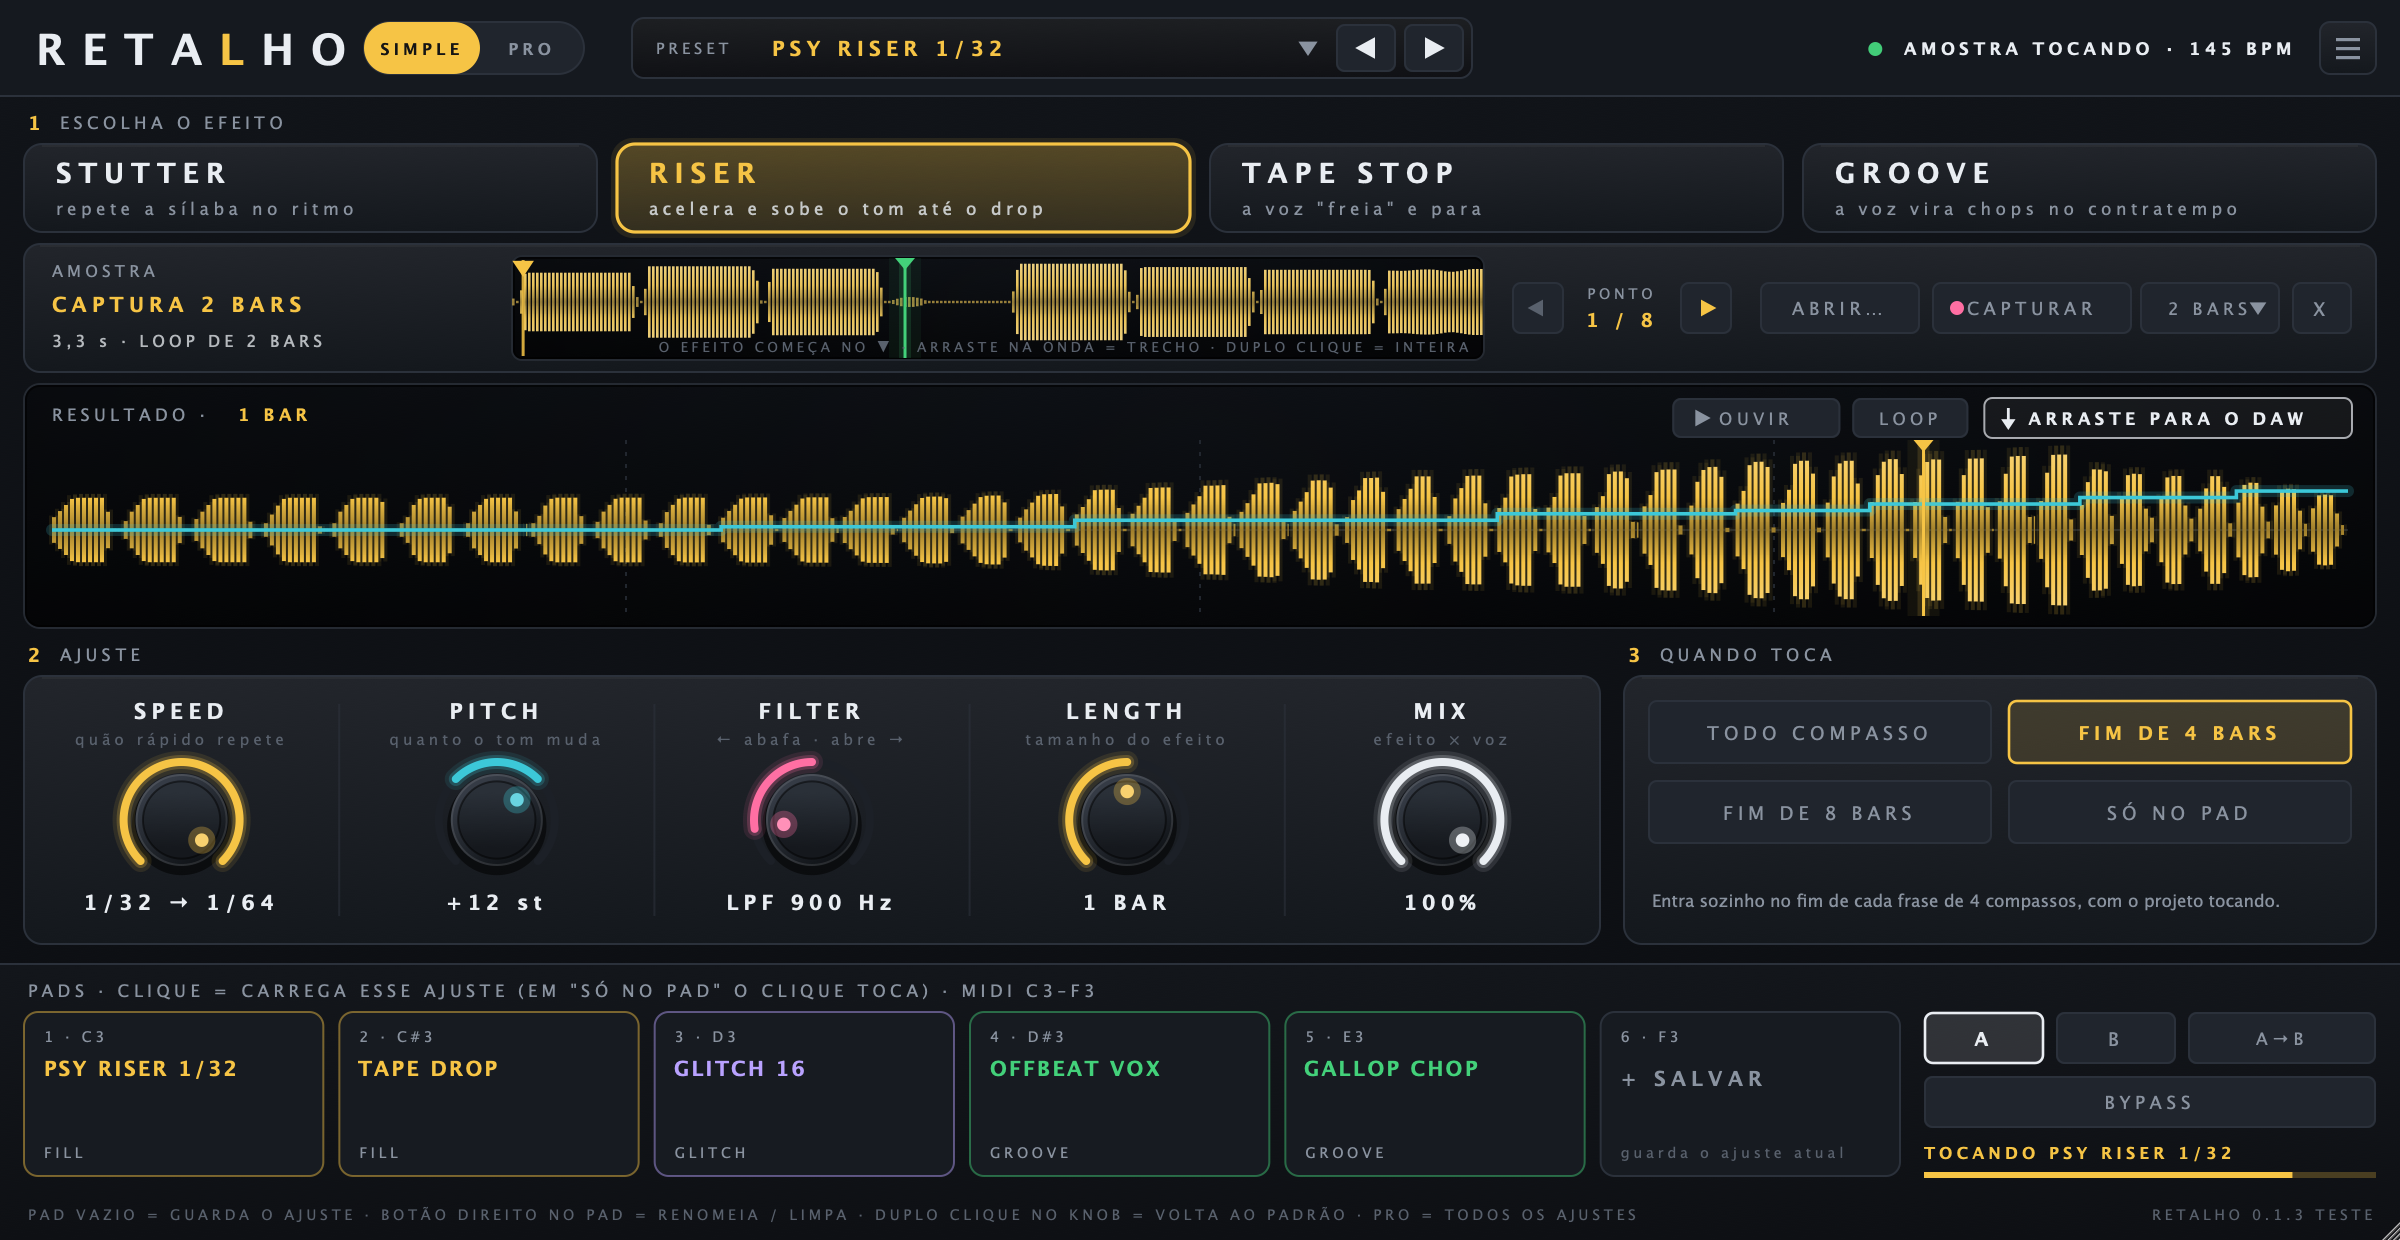 RETALHO SIMPLE PRO PRESET PSY RISER 1/32 AMOSTRA TOCANDO · 145 BPM
1 ESCOLHA O EFEITO
STUTTER
repete a sílaba no ritmo
RISER
acelera e sobe o tom até o drop
TAPE STOP
a voz "freia" e para
GROOVE
a voz vira chops no contratempo
AMOSTRA
CAPTURA 2 BARS
3,3 s · LOOP DE 2 BARS
O EFEITO COMEÇA NO ▼ ARRASTE NA ONDA = TRECHO · DUPLO CLIQUE = INTEIRA
PONTO
1 / 8
ABRIR... CAPTURAR 2 BARS X
RESULTADO · 1 BAR
OUVIR LOOP ARRASTE PARA O DAW
2 AJUSTE
SPEED
quão rápido repete
1/32 → 1/64
PITCH
quanto o tom muda
+12 st
FILTER
← abafa · abre →
LPF 900 Hz
LENGTH
tamanho do efeito
1 BAR
MIX
efeito × voz
100%
3 QUANDO TOCA
TODO COMPASSO FIM DE 4 BARS
FIM DE 8 BARS SÓ NO PAD
Entra sozinho no fim de cada frase de 4 compassos, com o projeto tocando.
PADS · CLIQUE = CARREGA ESSE AJUSTE (EM "SÓ NO PAD" O CLIQUE TOCA) · MIDI C3–F3
1 · C3
PSY RISER 1/32
FILL
2 · C#3
TAPE DROP
FILL
3 · D3
GLITCH 16
GLITCH
4 · D#3
OFFBEAT VOX
GROOVE
5 · E3
GALLOP CHOP
GROOVE
6 · F3
+ SALVAR
guarda o ajuste atual
A B A→B
BYPASS
TOCANDO PSY RISER 1/32
PAD VAZIO = GUARDA O AJUSTE · BOTÃO DIREITO NO PAD = RENOMEIA / LIMPA · DUPLO CLIQUE NO KNOB = VOLTA AO PADRÃO · PRO = TODOS OS AJUSTES
RETALHO 0.1.3 TESTE